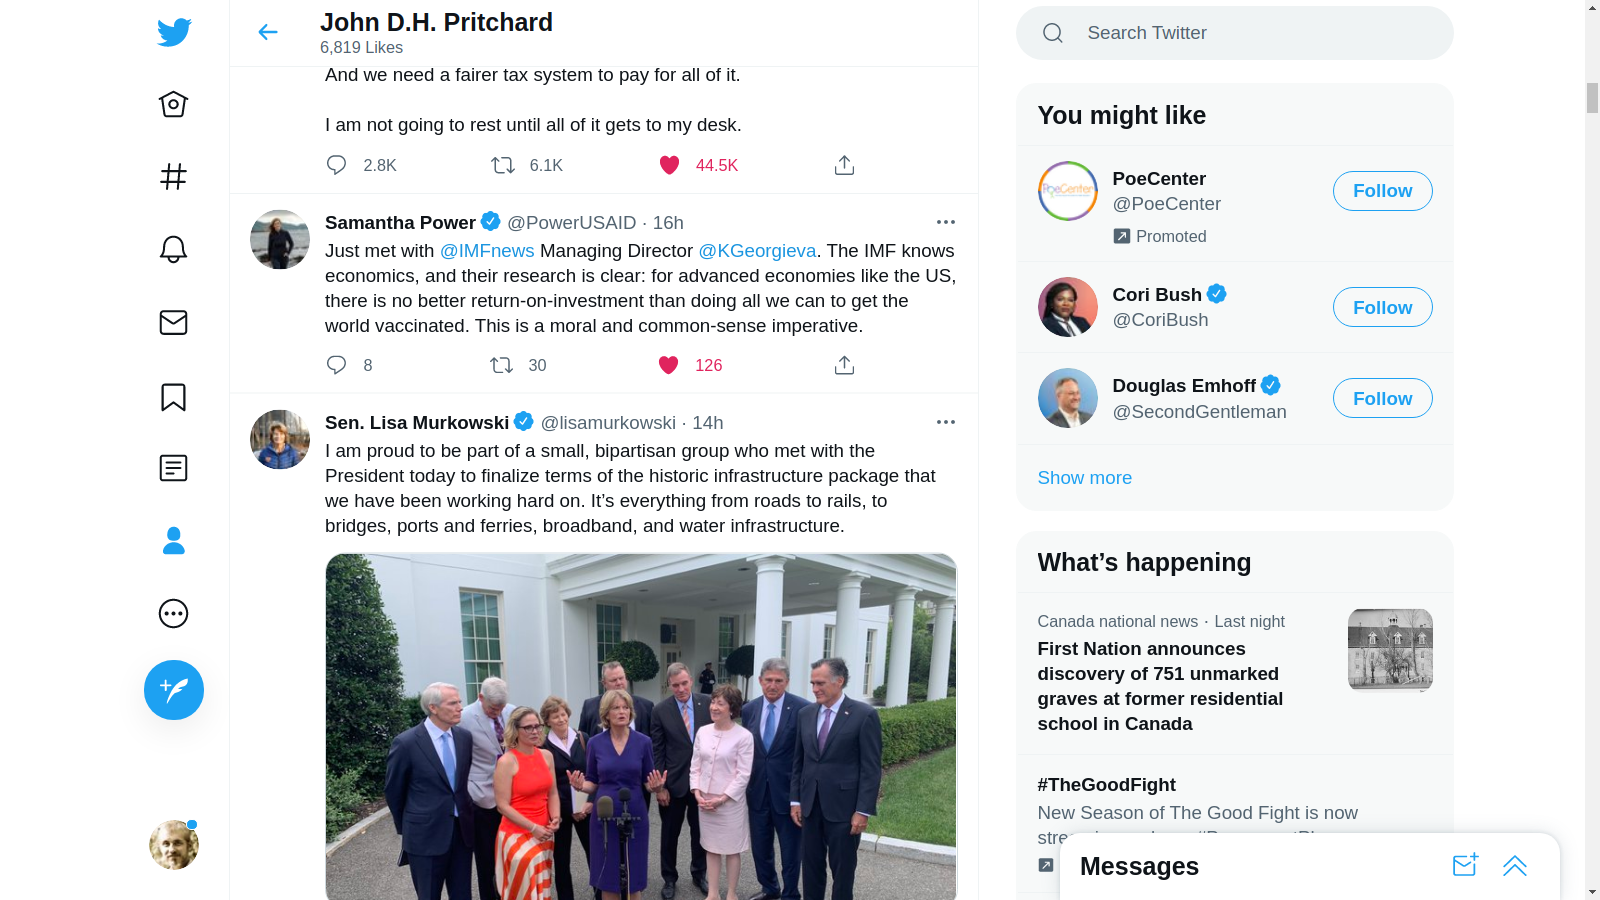 John D.H. Pritchard
6,819 Likes
And we need a fairer tax system to pay for all of it.
I am not going to rest until all of it gets to my desk.
2.8K
6.1K
44.5K
Samantha Power @PowerUSAID · 16h
Just met with @IMFnews Managing Director @KGeorgieva. The IMF knows
economics, and their research is clear: for advanced economies like the US,
there is no better return-on-investment than doing all we can to get the
world vaccinated. This is a moral and common-sense imperative.
8
30
126
Sen. Lisa Murkowski @lisamurkowski · 14h
I am proud to be part of a small, bipartisan group who met with the
President today to finalize terms of the historic infrastructure package that
we have been working hard on. It’s everything from roads to rails, to
bridges, ports and ferries, broadband, and water infrastructure.
Search Twitter
You might like
PoeCenter
PoeCenter
@PoeCenter
Promoted
Follow
Cori Bush
@CoriBush
Follow
Douglas Emhoff
@SecondGentleman
Follow
Show more
What’s happening
Canada national news · Last night
First Nation announces
discovery of 751 unmarked
graves at former residential
school in Canada
#TheGoodFight
New Season of The Good Fight is now
Messages